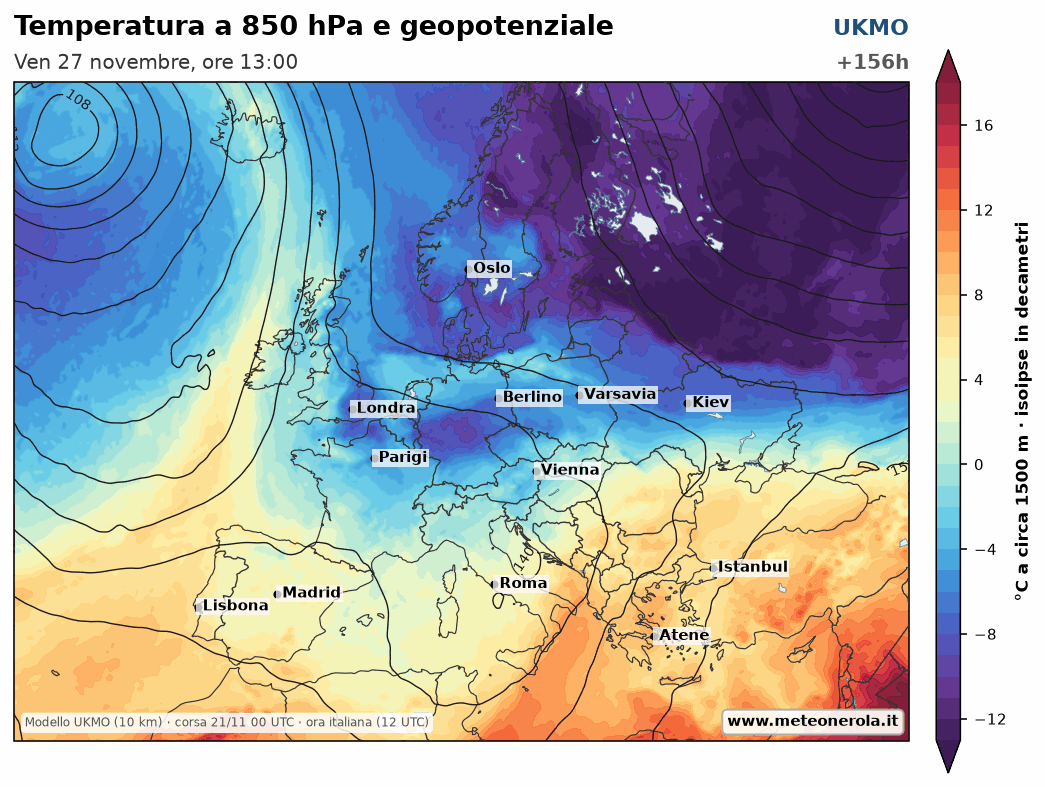 Temperatura a 850 hPa e geopotenziale
UKMO
Ven 27 novembre, ore 13:00
+156h
108
16
12
8
4
0
−4
−8
−12
°C a circa 1500 m · isoipse in decametri
Oslo
Londra
Berlino
Varsavia
Kiev
Parigi
Vienna
140
Istanbul
Roma
Madrid
Lisbona
Atene
Modello UKMO (10 km) · corsa 21/11 00 UTC · ora italiana (12 UTC)
www.meteonerola.it